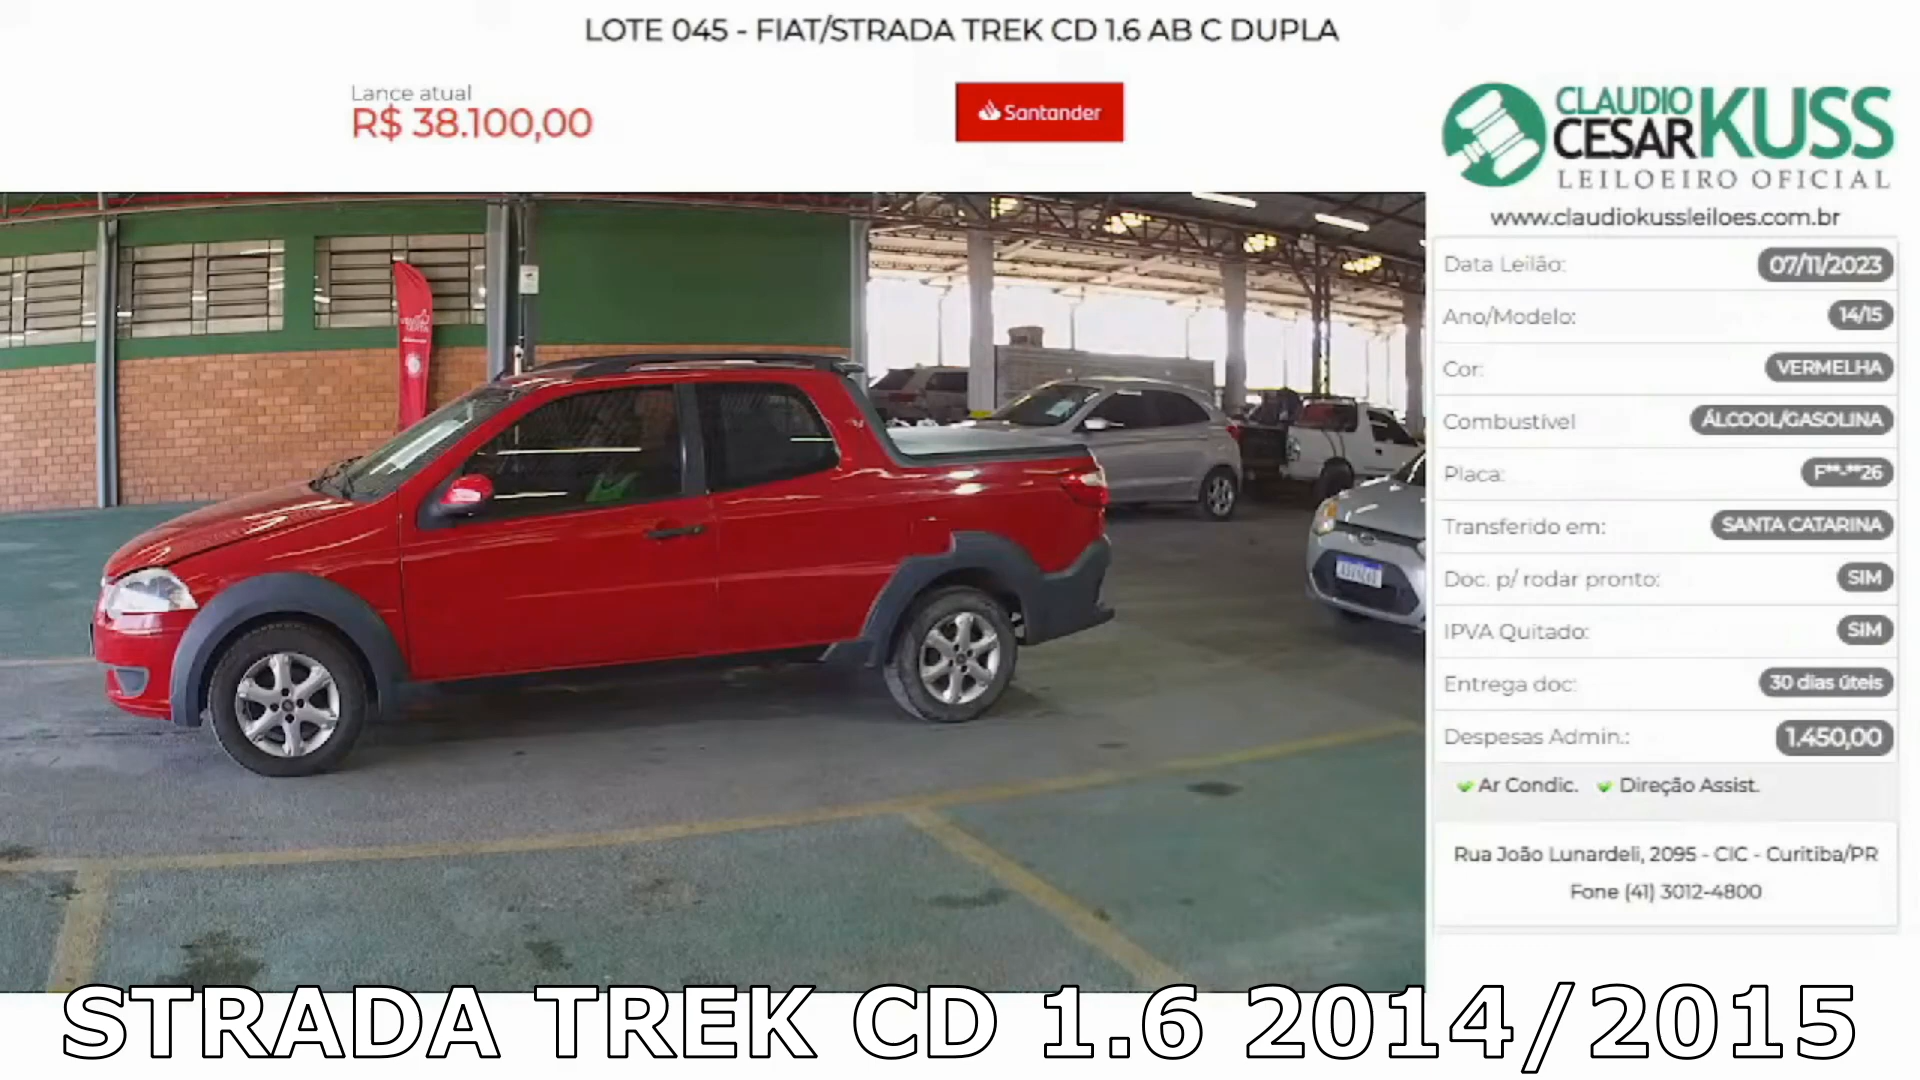 LOTE 045 - FIAT/STRADA TREK CD 1.6 AB C DUPLA
Lance atual
R$ 38.100,00
Santander
CLAUDIO
CESAR
KUSS
LEILOEIRO OFICIAL
www.claudiokussleiloes.com.br
Data Leilão: 07/11/2023
Ano/Modelo: 14/15
Cor: VERMELHA
Combustível ÁLCOOL/GASOLINA
Placa: F**-**26
Transferido em: SANTA CATARINA
Doc. p/ rodar pronto: SIM
IPVA Quitado: SIM
Entrega doc: 30 dias úteis
Despesas Admin.: 1.450,00
Ar Condic. Direção Assist.
Rua João Lunardeli, 2095 - CIC - Curitiba/PR
Fone (41) 3012-4800
STRADA TREK CD 1.6 2014/2015